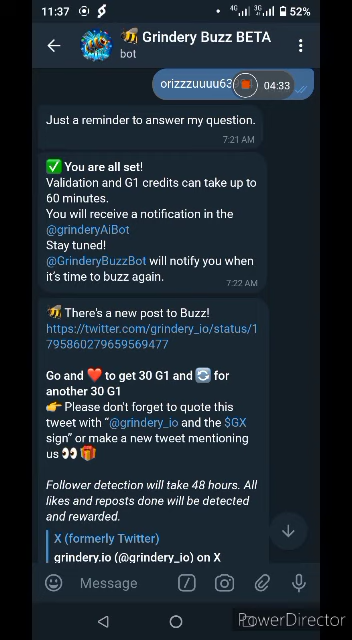 11:37
4G 3G 52%
🐝 Grindery Buzz BETA
bot
orizzzuuuu63
04:33
Just a reminder to answer my question.
7:21 AM
✅ You are all set!
Validation and G1 credits can take up to
60 minutes.
You will receive a notification in the
@grinderyAiBot
Stay tuned!
@GrinderyBuzzBot will notify you when
it's time to buzz again.
7:22 AM
🐝 There's a new post to Buzz!
https://twitter.com/grindery_io/status/1
795860279659569477
Go and ❤️ to get 30 G1 and 🔄 for
another 30 G1
👉 Please don't forget to quote this
tweet with "@grindery_io and the $GX
sign" or make a new tweet mentioning
us 👀🎁
Follower detection will take 48 hours. All
likes and reposts done will be detected
and rewarded.
X (formerly Twitter)
grindery.io (@grindery_io) on X
Message
PowerDirector